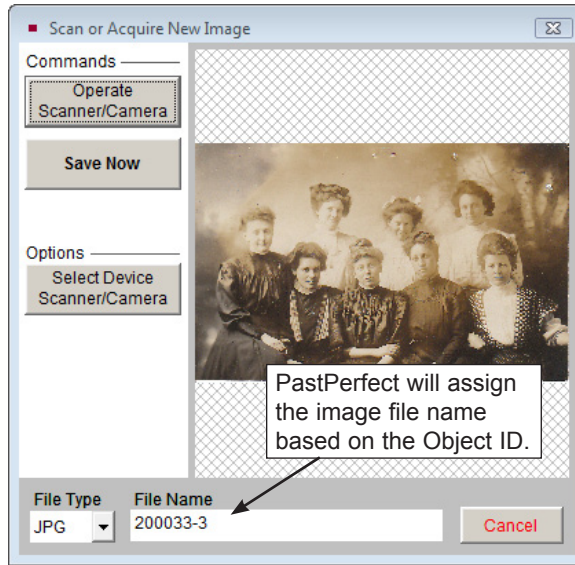 Scan or Acquire New Image
Commands
Operate
Scanner/Camera
Save Now
Options
Select Device
Scanner/Camera
PastPerfect will assign
the image file name
based on the Object ID.
File Type
File Name
JPG
200033-3
Cancel